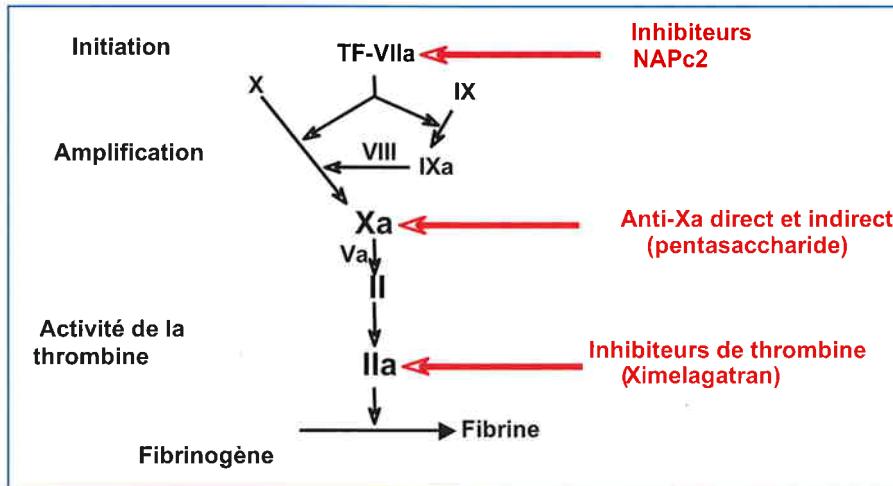 Initiation
TF-VIIa
Inhibiteurs
NAPc2
X
IX
Amplification
VIII
IXa
Xa
Anti-Xa direct et indirect
(pentasaccharide)
Va
II
Activité de la
thrombine
IIa
Inhibiteurs de thrombine
(Ximelagatran)
Fibrine
Fibrinogène